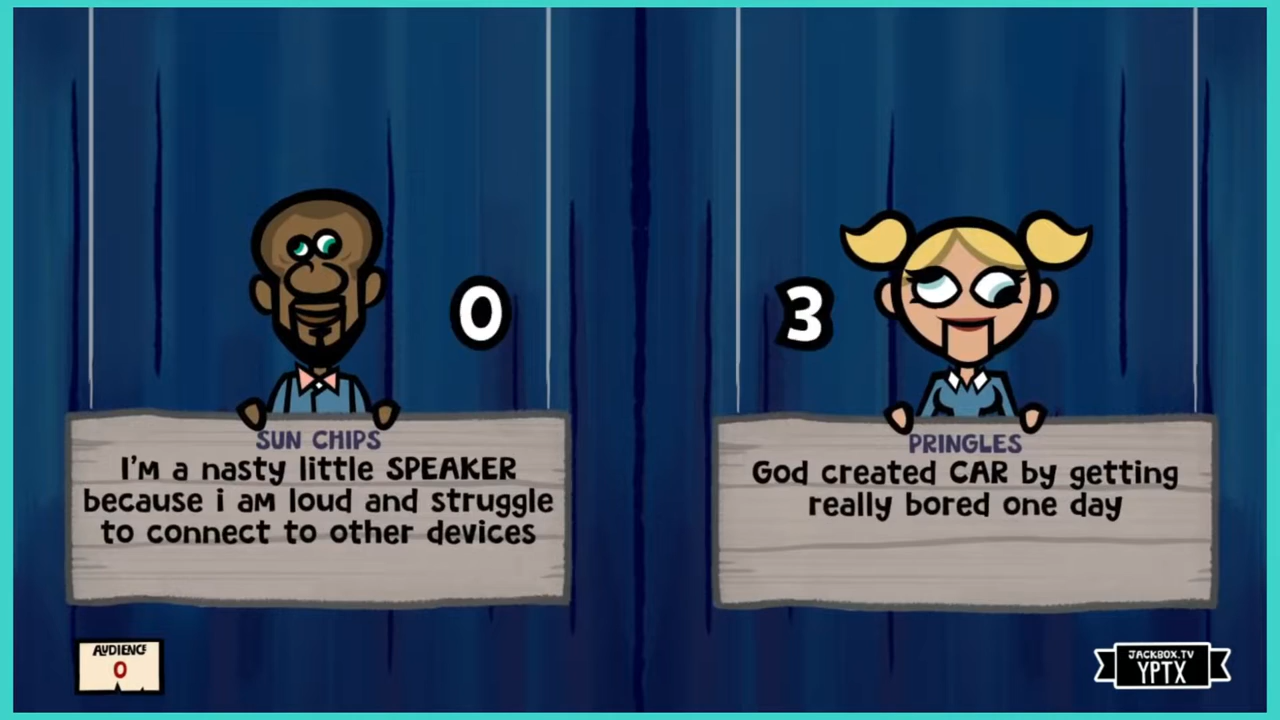 0
3
SUN CHIPS
I'M a nasty little SPEAKER
because i aM loud and struggle
to connect to other devices
PRINGLES
God created CAR by getting
really bored one day
AUDIENCE
0
JACKBOX.TV
YPTX